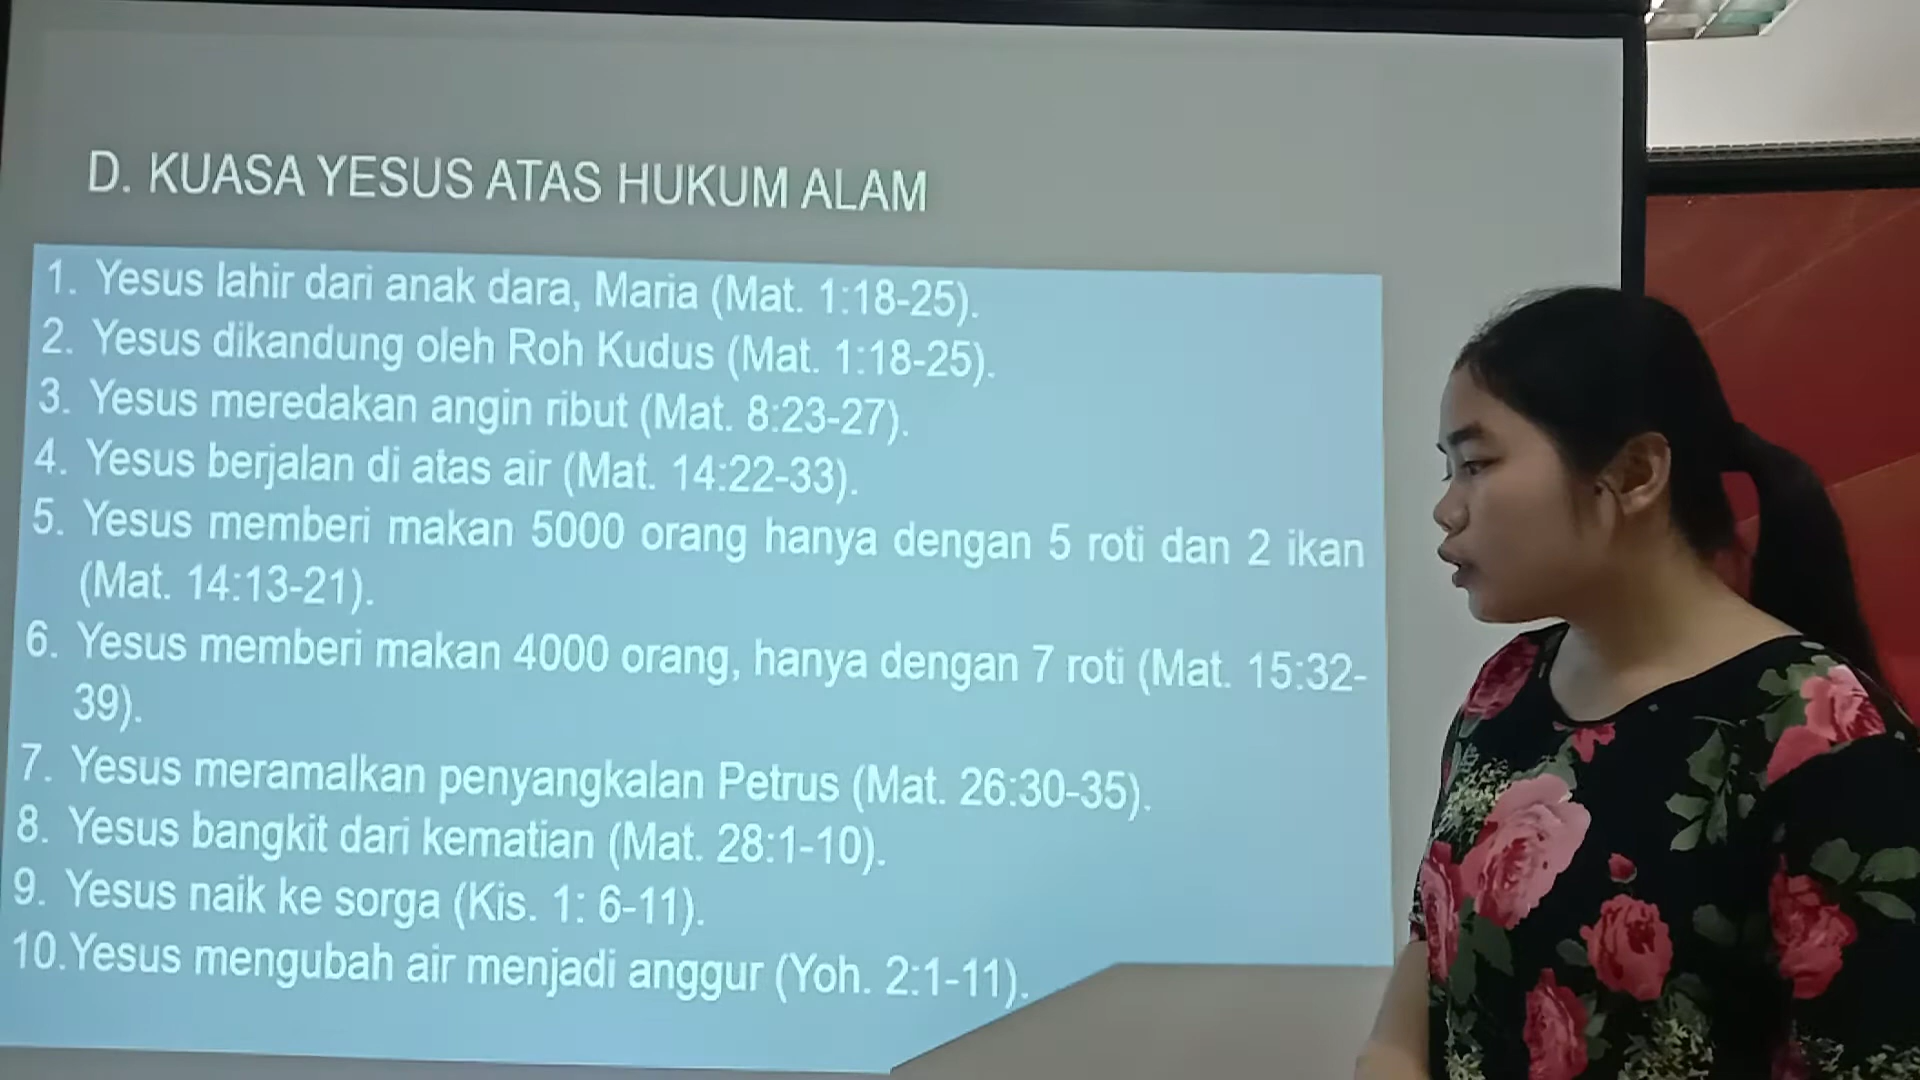 D. KUASA YESUS ATAS HUKUM ALAM
1. Yesus lahir dari anak dara, Maria (Mat. 1:18-25).
2. Yesus dikandung oleh Roh Kudus (Mat. 1:18-25).
3. Yesus meredakan angin ribut (Mat. 8:23-27).
4. Yesus berjalan di atas air (Mat. 14:22-33).
5. Yesus memberi makan 5000 orang hanya dengan 5 roti dan 2 ikan
(Mat. 14:13-21).
6. Yesus memberi makan 4000 orang, hanya dengan 7 roti (Mat. 15:32-
39).
7. Yesus meramalkan penyangkalan Petrus (Mat. 26:30-35).
8. Yesus bangkit dari kematian (Mat. 28:1-10).
9. Yesus naik ke sorga (Kis. 1: 6-11).
10.Yesus mengubah air menjadi anggur (Yoh. 2:1-11).